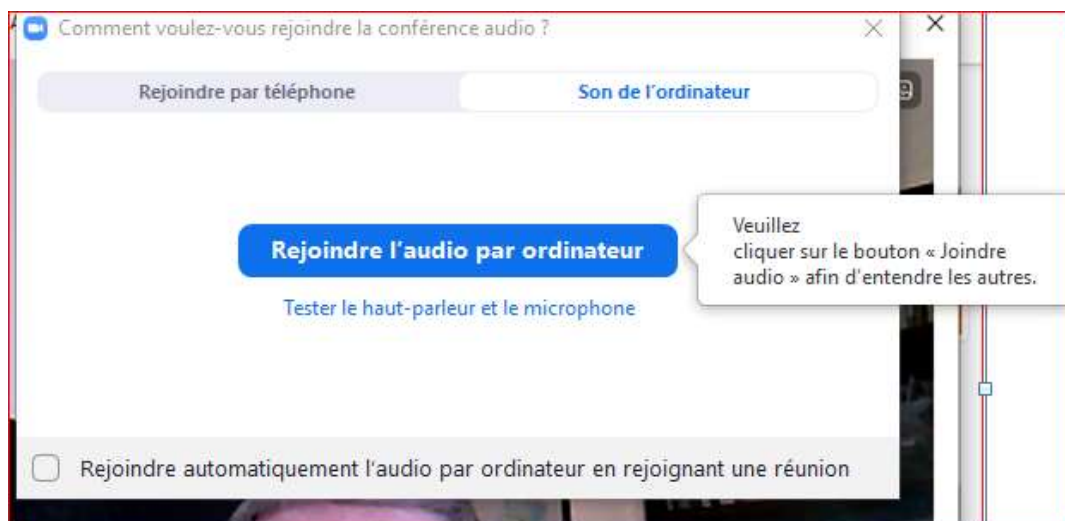 Comment voulez-vous rejoindre la conférence audio ?
Rejoindre par téléphone
Son de l'ordinateur
Rejoindre l'audio par ordinateur
Tester le haut-parleur et le microphone
Veuillez
cliquer sur le bouton « Joindre
audio » afin d'entendre les autres.
Rejoindre automatiquement l'audio par ordinateur en rejoignant une réunion